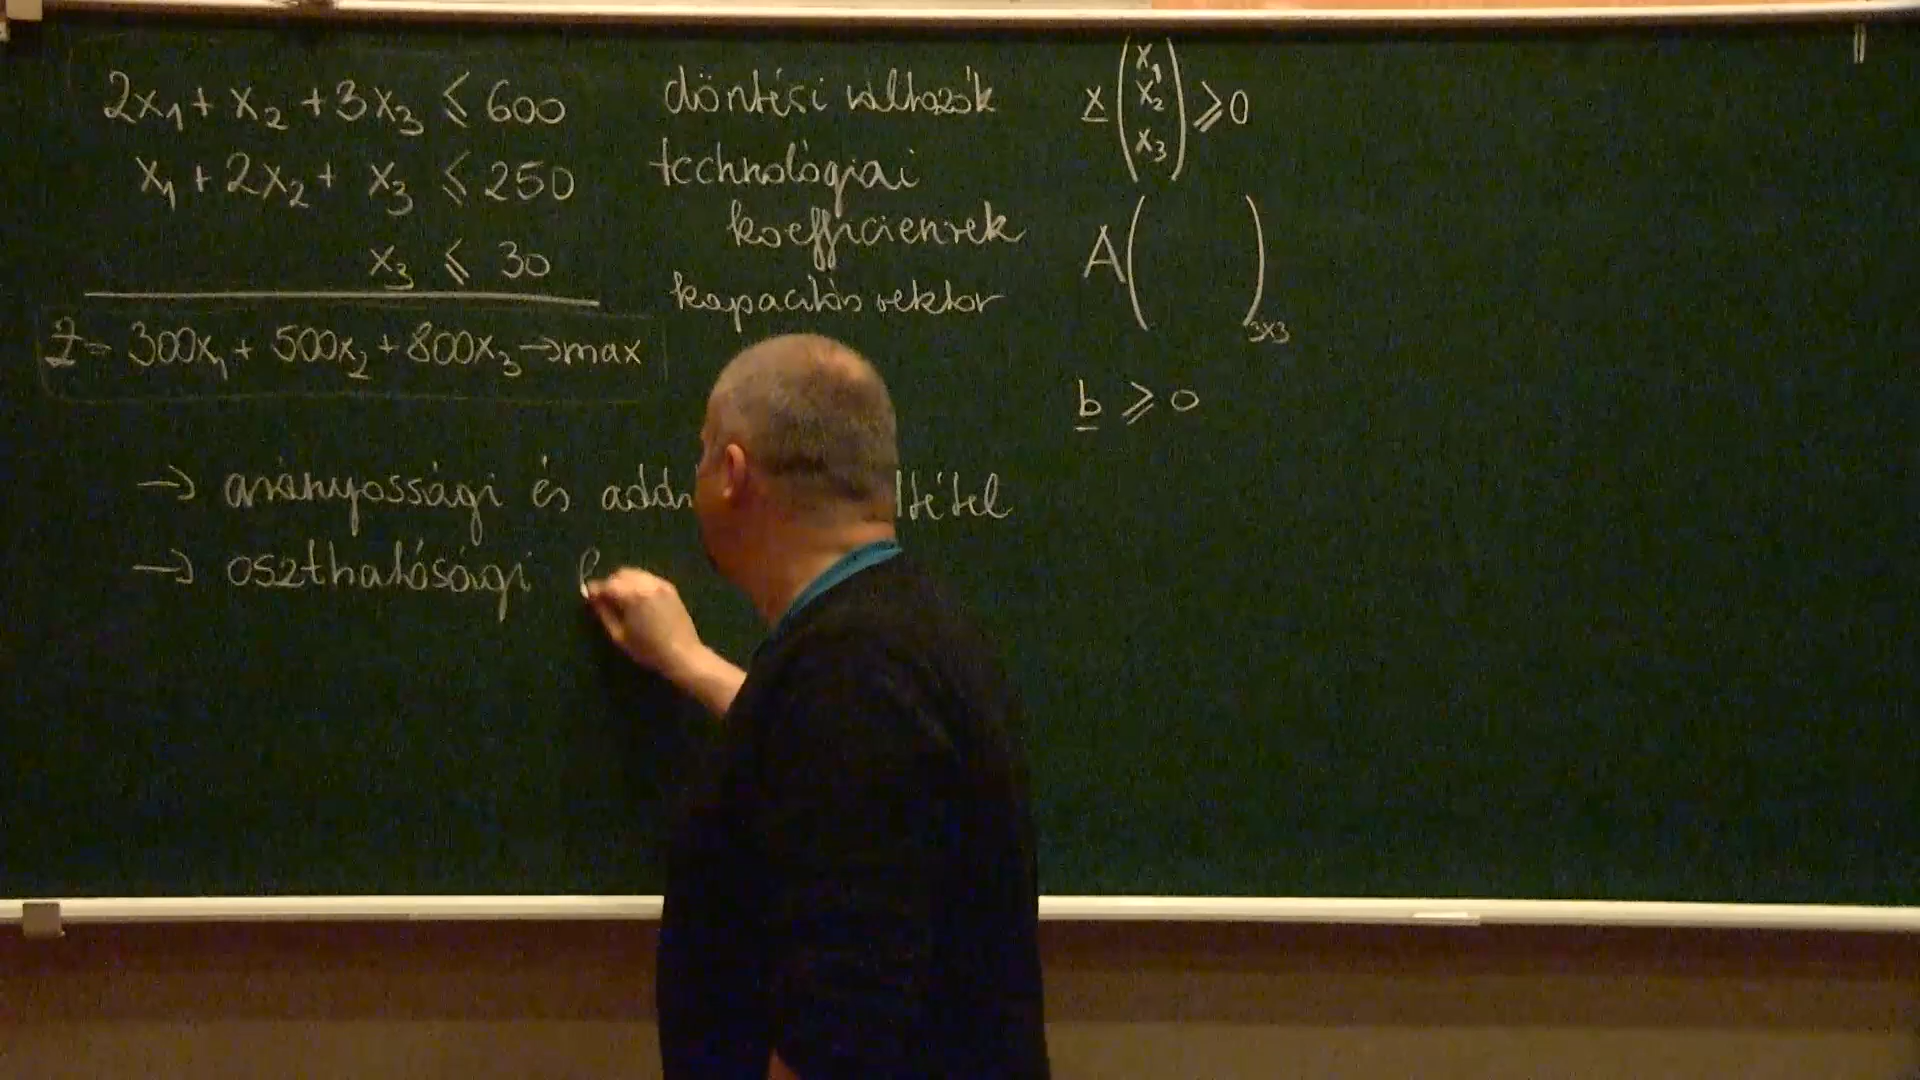 2x₁ + x₂ + 3x₃ ≤ 600
x₁ + 2x₂ + x₃ ≤ 250
x₃ ≤ 30
Z = 300x₁ + 500x₂ + 800x₃ → max
döntési változók
technológiai
koefficiensek
kapacitás vektor
x (x₁ x₂ x₃) ≥ 0
A ( )₃ₓ₃
b ≥ 0
→ arányossági és ltétel
→ oszthatósági